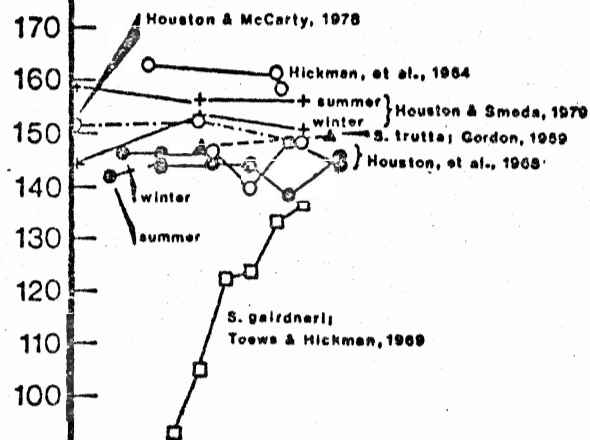 170
Houston & McCarty, 1978
160
Hickman, et al., 1964
summer
Houston & Smeda, 1979
winter
150
S. trutta; Gordon, 1959
Houston, et al., 1968
140
winter
130
summer
120
S. gairdneri;
Toews & Hickman, 1969
110
100